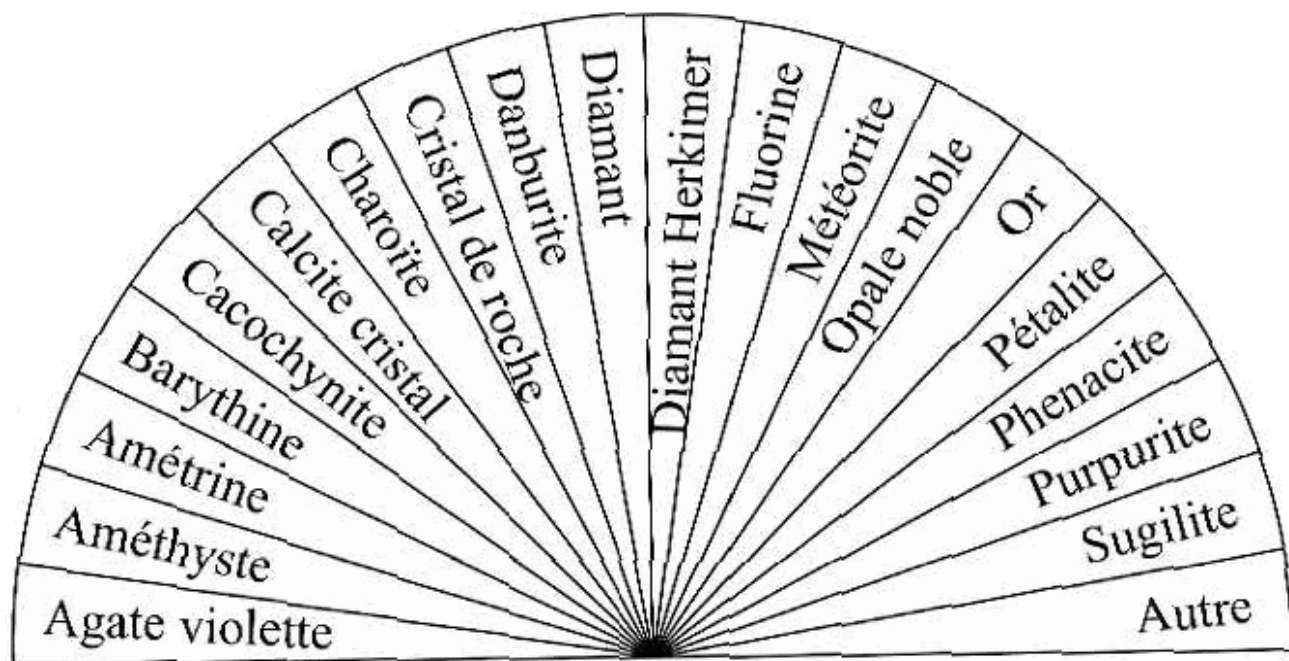 Agate violette
Améthyste
Amétrine
Barythine
Cacochynite
Calcite cristal
Charoïte
Cristal de roche
Danburite
Diamant
Diamant Herkimer
Fluorine
Météorite
Opale noble
Or
Pétalite
Phenacite
Purpurite
Sugilite
Autre